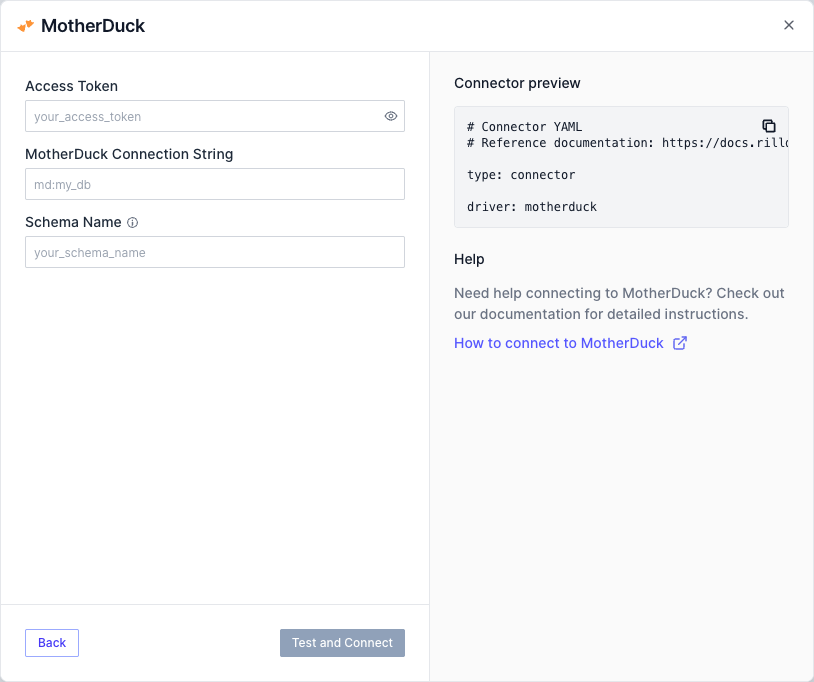 MotherDuck
Access Token
your_access_token
MotherDuck Connection String
md:my_db
Schema Name
your_schema_name
Back
Test and Connect
Connector preview
# Connector YAML
# Reference documentation: https://docs.rill
type: connector
driver: motherduck
Help
Need help connecting to MotherDuck? Check out
our documentation for detailed instructions.
How to connect to MotherDuck